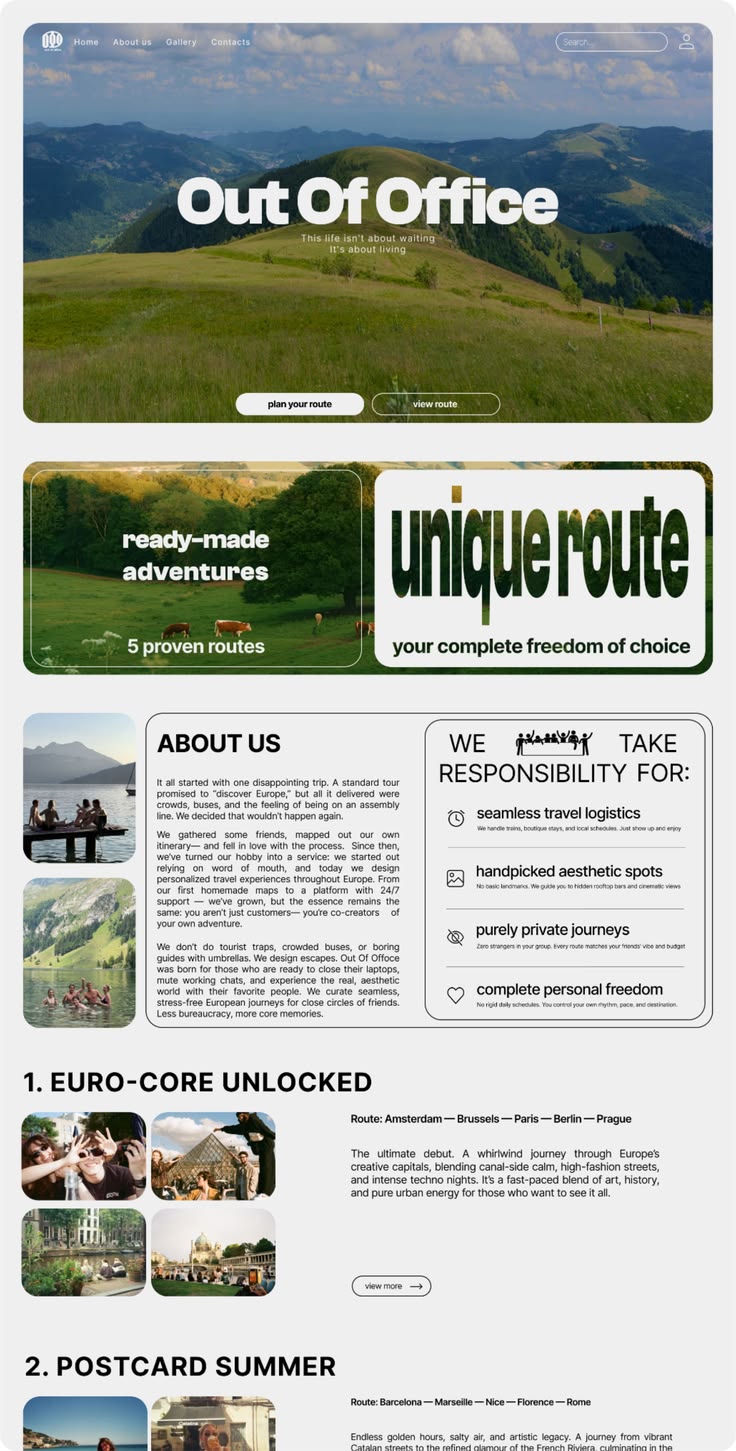 Home About us Gallery Contacts
Search...
Out Of Office
This life isn't about waiting
It's about living
plan your route
view route
ready-made
adventures
5 proven routes
unique route
your complete freedom of choice
ABOUT US
It all started with one disappointing trip. A standard tour
promised to "discover Europe," but all it delivered were
crowds, buses, and the feeling of being on an assembly
line. We decided that wouldn't happen again.
We gathered some friends, mapped out our own
itinerary— and fell in love with the process. Since then,
we've turned our hobby into a service: we started out
relying on word of mouth, and today we design
personalized travel experiences throughout Europe. From
our first homemade maps to a platform with 24/7
support — we've grown, but the essence remains the
same: you aren't just customers— you're co-creators of
your own adventure.
We don't do tourist traps, crowded buses, or boring
guides with umbrellas. We design escapes. Out Of Offoce
was born for those who are ready to close their laptops,
mute working chats, and experience the real, aesthetic
world with their favorite people. We curate seamless,
stress-free European journeys for close circles of friends.
Less bureaucracy, more core memories.
WE TAKE
RESPONSIBILITY FOR:
seamless travel logistics
We handle trains, boutique stays, and local schedules. Just show up and enjoy
handpicked aesthetic spots
No basic landmarks. We guide you to hidden rooftop bars and cinematic views
purely private journeys
Zero strangers in your group. Every route matches your friends' vibe and budget
complete personal freedom
No rigid daily schedules. You control your own rhythm, pace, and destination.
1. EURO-CORE UNLOCKED
Route: Amsterdam — Brussels — Paris — Berlin — Prague
The ultimate debut. A whirlwind journey through Europe's
creative capitals, blending canal-side calm, high-fashion streets,
and intense techno nights. It's a fast-paced blend of art, history,
and pure urban energy for those who want to see it all.
view more
2. POSTCARD SUMMER
Route: Barcelona — Marseille — Nice — Florence — Rome
Endless golden hours, salty air, and artistic legacy. A journey from vibrant
Catalan streets to the refined glamour of the French Riviera, culminating in the